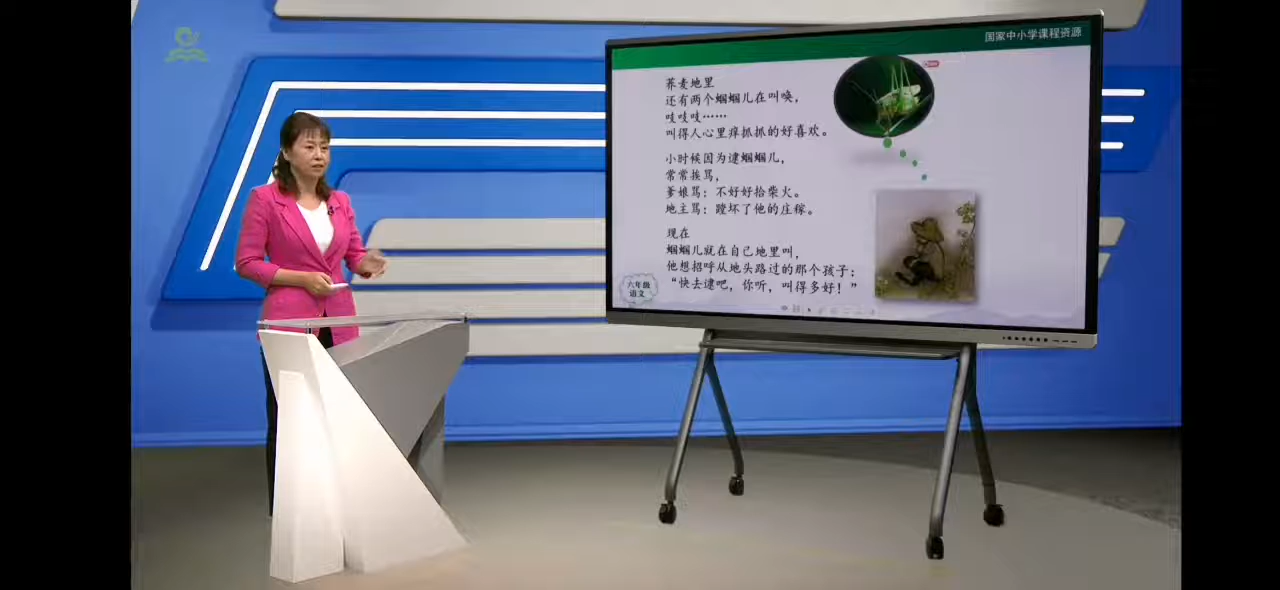 国家中小学课程资源
荞麦地里
还有两个蝈蝈儿在叫唤，
吱吱吱……
叫得人心里痒抓抓的好喜欢。
小时候因为逮蝈蝈儿，
常常挨骂，
爹娘骂：不好好拾柴火。
地主骂：蹚坏了他的庄稼。
现在
蝈蝈儿就在自己地里叫，
他想招呼从地头路过的那个孩子：
“快去逮吧，你听，叫得多好！”
六年级
语文